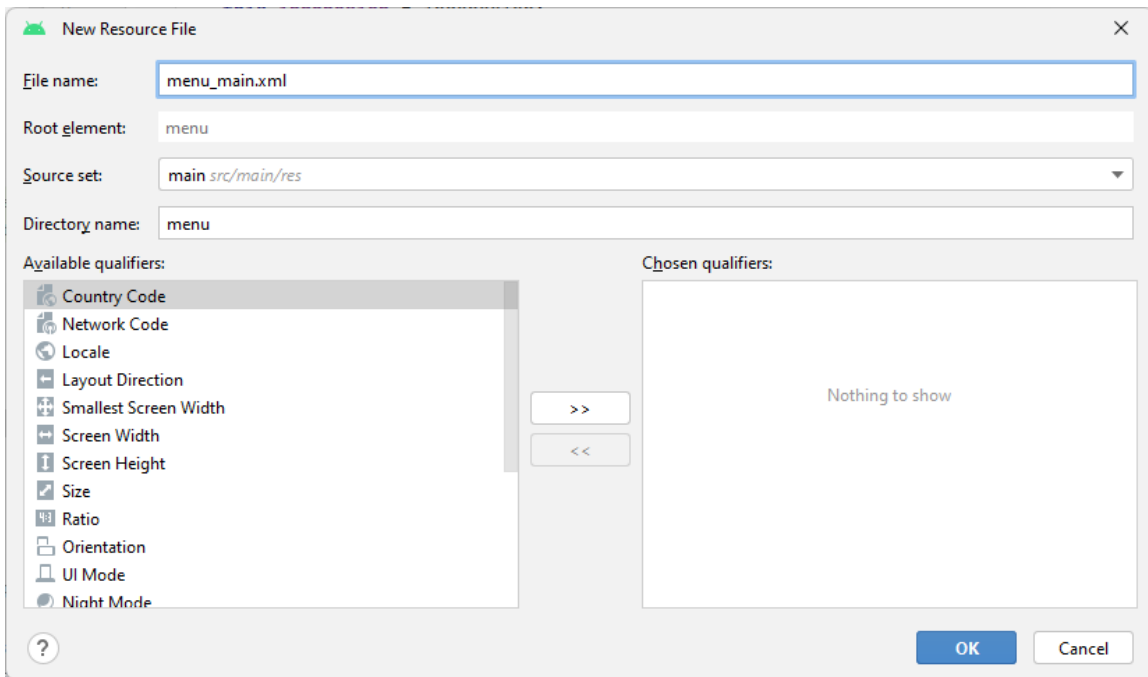 New Resource File
File name: menu_main.xml
Root element: menu
Source set: main src/main/res
Directory name: menu
Available qualifiers:
Chosen qualifiers:
Country Code
Network Code
Locale
Layout Direction
Smallest Screen Width
Screen Width
Screen Height
Size
Ratio
Orientation
UI Mode
Night Mode
>>
<<
Nothing to show
?
OK
Cancel